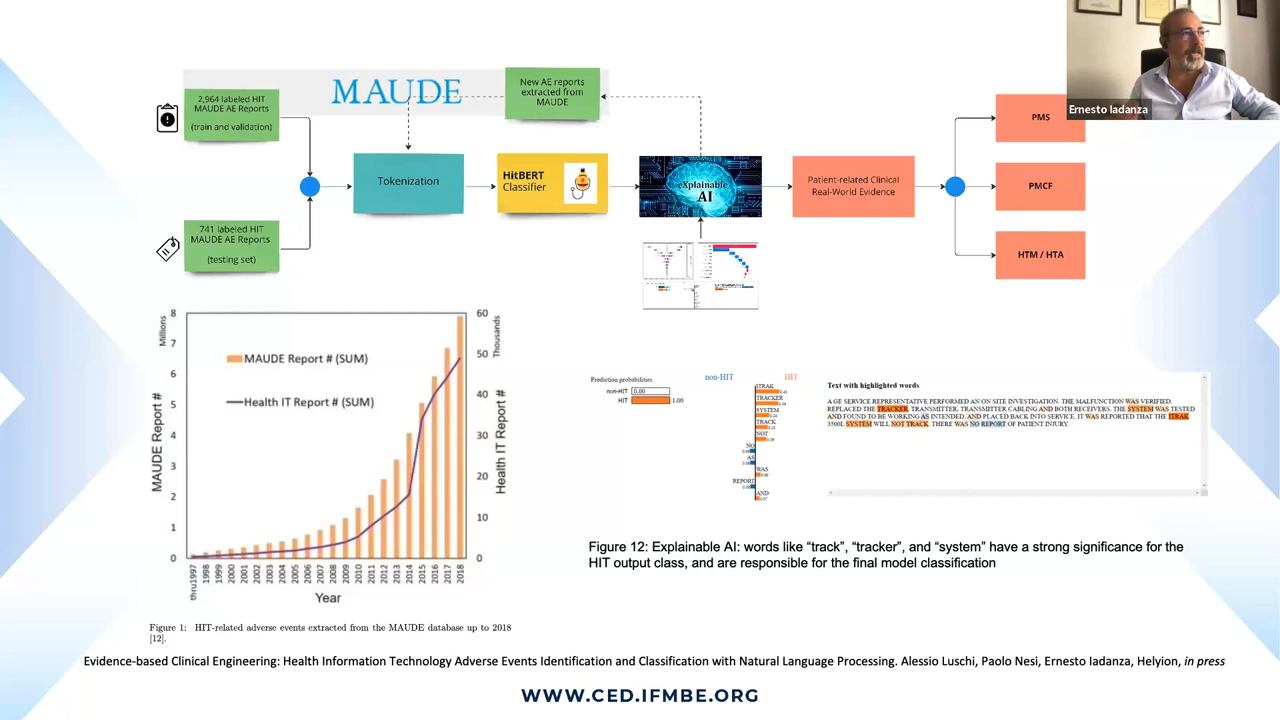 MAUDE
2,964 labeled HIT
MAUDE AE Reports
(train and validation)
New AE reports
extracted from
MAUDE
Tokenization
HitBERT
Classifier
eXplainable
AI
Patient-related Clinical
Real-World Evidence
PMS
PMCF
HTM / HTA
Ernesto Iadanza
741 labeled HIT
MAUDE AE Reports
(testing set)
Millions
MAUDE Report #
8
7
6
5
4
3
2
1
0
MAUDE Report # (SUM)
Health IT Report # (SUM)
60
50
40
30
20
10
0
Thousands
Health IT Report #
thru1997
1998
1999
2000
2001
2002
2003
2004
2005
2006
2007
2008
2009
2010
2011
2012
2013
2014
2015
2016
2017
2018
Year
Figure 1: HIT-related adverse events extracted from the MAUDE database up to 2018
[12].
Prediction probabilities
non-HIT 0.00
HIT 1.00
non-HIT HIT
ITRAK
TRACKER
SYSTEM
TRACK
NOT
NO
AS
WAS
REPORT
AND
Text with highlighted words
A GE SERVICE REPRESENTATIVE PERFORMED AN ON SITE INVESTIGATION. THE MALFUNCTION WAS VERIFIED.
REPLACED THE TRACKER, TRANSMITTER, TRANSMITTER CABLING AND BOTH RECEIVERS. THE SYSTEM WAS TESTED
AND FOUND TO BE WORKING AS INTENDED, AND PLACED BACK INTO SERVICE. IT WAS REPORTED THAT THE ITRAK
3500L SYSTEM WILL NOT TRACK. THERE WAS NO REPORT OF PATIENT INJURY.
Figure 12: Explainable AI: words like “track”, “tracker”, and “system” have a strong significance for the
HIT output class, and are responsible for the final model classification
Evidence-based Clinical Engineering: Health Information Technology Adverse Events Identification and Classification with Natural Language Processing. Alessio Luschi, Paolo Nesi, Ernesto Iadanza, Helyion, in press
WWW.CED.IFMBE.ORG